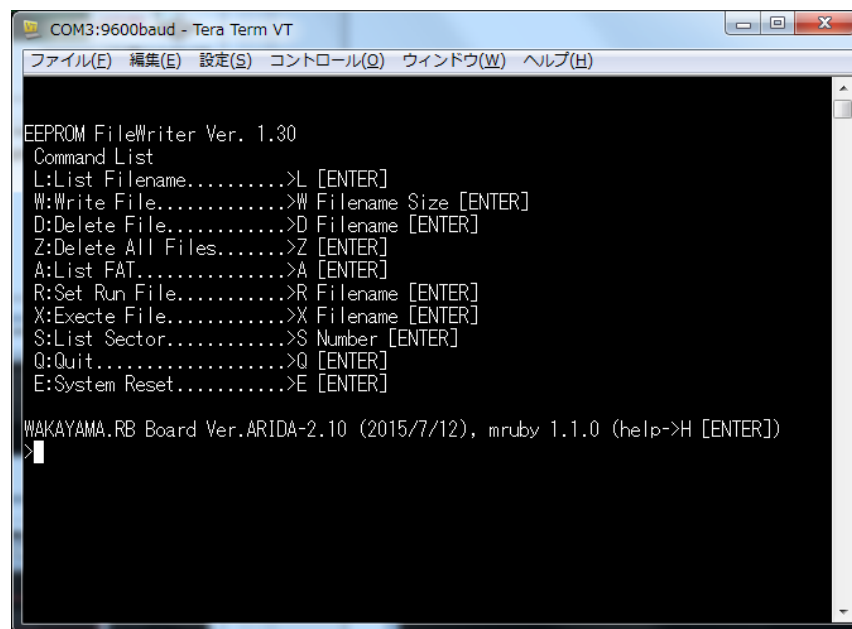 COM3:9600baud - Tera Term VT
ファイル(F) 編集(E) 設定(S) コントロール(O) ウィンドウ(W) ヘルプ(H)
EEPROM FileWriter Ver. 1.30
Command List
L:List Filename..........>L [ENTER]
W:Write File.............>W Filename Size [ENTER]
D:Delete File............>D Filename [ENTER]
Z:Delete All Files.......>Z [ENTER]
A:List FAT...............>A [ENTER]
R:Set Run File...........>R Filename [ENTER]
X:Execte File............>X Filename [ENTER]
S:List Sector............>S Number [ENTER]
Q:Quit...................>Q [ENTER]
E:System Reset...........>E [ENTER]
WAKAYAMA.RB Board Ver.ARIDA-2.10 (2015/7/12), mruby 1.1.0 (help->H [ENTER])
>